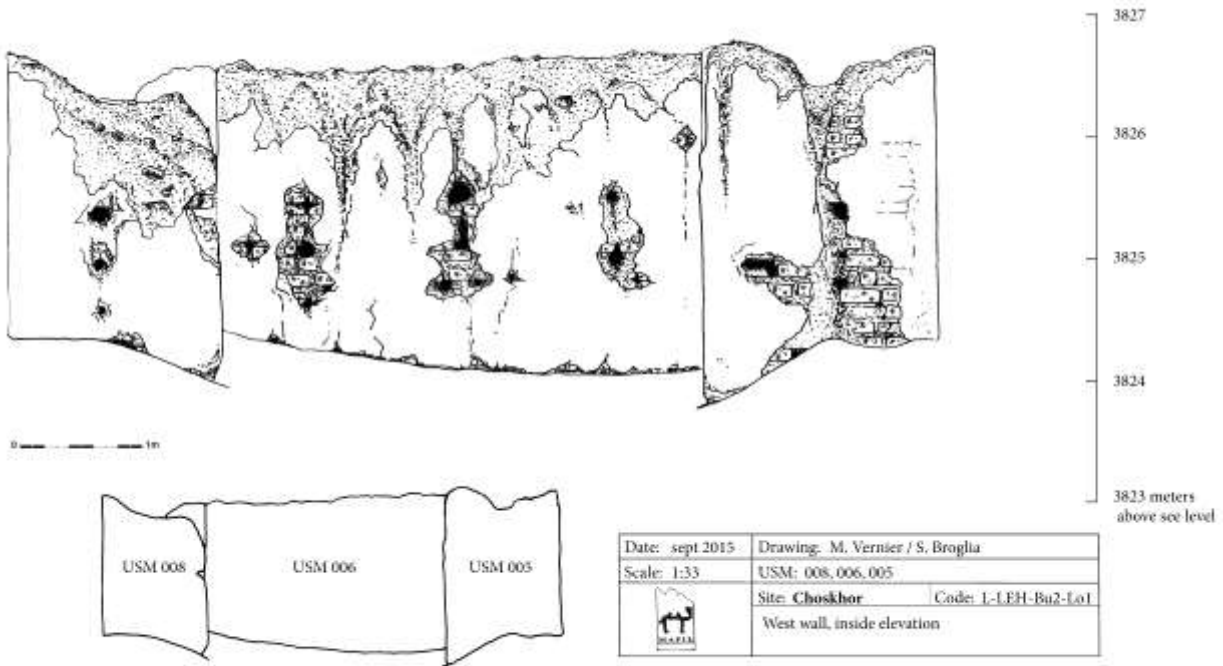 3827
3826
3825
3824
3823 meters
above see level
0 1m
USM 008
USM 006
USM 005
Date: sept 2015
Drawing: M. Vernier / S. Broglia
Scale: 1:33
USM: 008, 006, 005
Site: Choskhor
Code: L-LEH-Bu2-Lo1
West wall, inside elevation